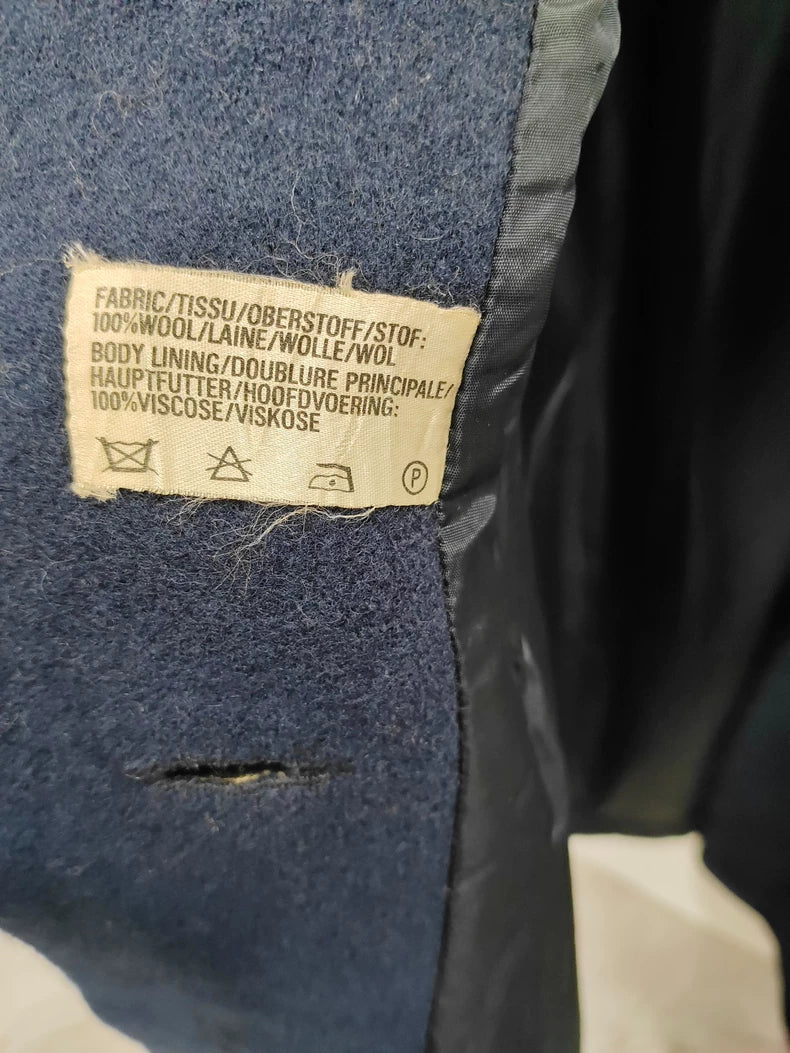 FABRIC/TISSU/OBERSTOFF/STOF:
100%WOOL/LAINE/WOLLE/WOL
BODY LINING/DOUBLURE PRINCIPALE/
HAUPTFUTTER/HOOFDVOERING:
100%VISCOSE/VISKOSE
P